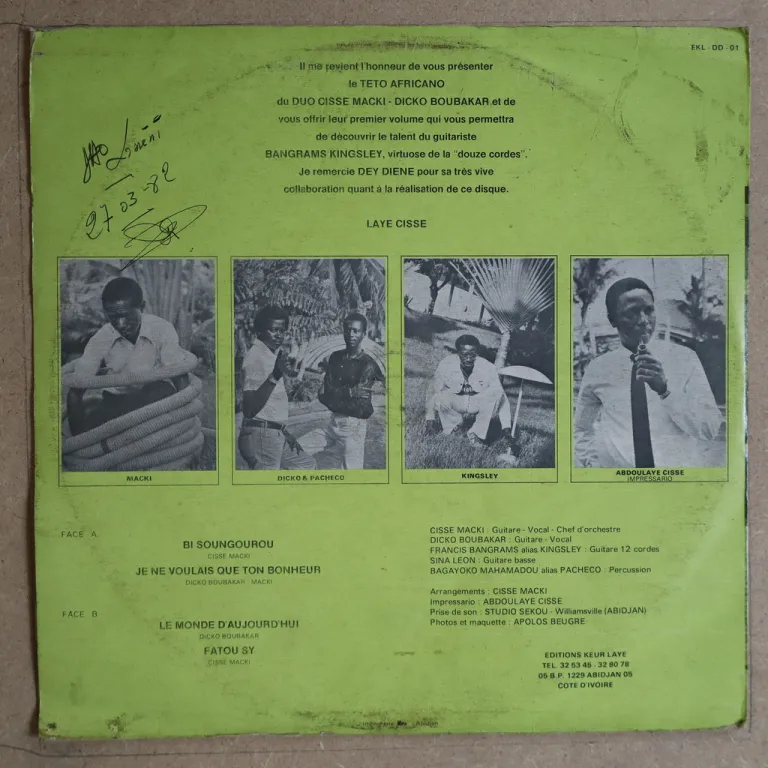 EKL - DD - 01
Il me revient l'honneur de vous présenter
le TETO AFRICANO
du DUO CISSE MACKI - DICKO BOUBAKAR et de
vous offrir leur premier volume qui vous permettra
de découvrir le talent du guitariste
BANGRAMS KINGSLEY, virtuose de la "douze cordes".
Je remercie DEY DIENE pour sa très vive
collaboration quant à la réalisation de ce disque.
LAYE CISSE
27 03 - 82
MACKI
DICKO & PACHECO
KINGSLEY
ABDOULAYE CISSE
IMPRESSARIO
FACE A
BI SOUNGOUROU
CISSE MACKI
JE NE VOULAIS QUE TON BONHEUR
DICKO BOUBAKAR - MACKI
FACE B
LE MONDE D'AUJOURD'HUI
DICKO BOUBAKAR
FATOU SY
CISSE MACKI
CISSE MACKI : Guitare - Vocal - Chef d'orchestre
DICKO BOUBAKAR : Guitare - Vocal
FRANCIS BANGRAMS alias KINGSLEY : Guitare 12 cordes
SINA LEON : Guitare basse
BAGAYOKO MAHAMADOU alias PACHECO : Percussion
Arrangements : CISSE MACKI
Impressario : ABDOULAYE CISSE
Prise de son : STUDIO SEKOU - Williamsville (ABIDJAN)
Photos et maquette : APOLOS BEUGRE
EDITIONS KEUR LAYE
TEL. 32 53 45 - 32 80 78
05 B.P. 1229 ABIDJAN 05
COTE D'IVOIRE